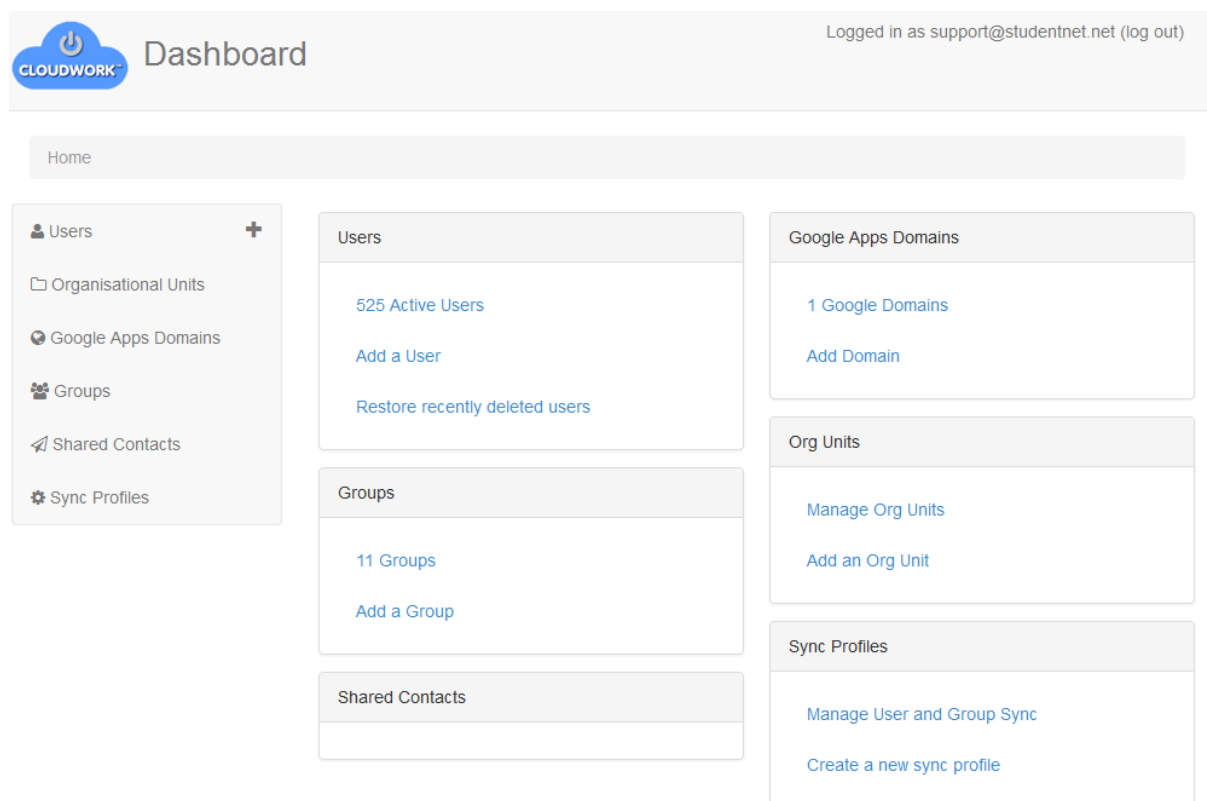 CLOUDWORK™
Dashboard
Logged in as support@studentnet.net (log out)
Home
Users
Organisational Units
Google Apps Domains
Groups
Shared Contacts
Sync Profiles
Users
525 Active Users
Add a User
Restore recently deleted users
Groups
11 Groups
Add a Group
Shared Contacts
Google Apps Domains
1 Google Domains
Add Domain
Org Units
Manage Org Units
Add an Org Unit
Sync Profiles
Manage User and Group Sync
Create a new sync profile